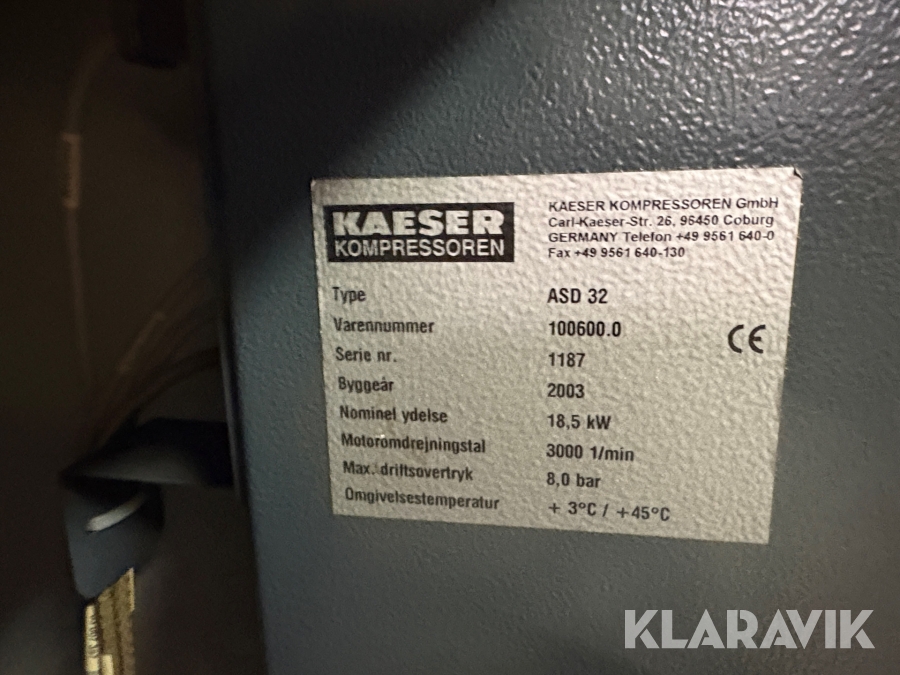 KAESER
KOMPRESSOREN
KAESER KOMPRESSOREN GmbH
Carl-Kaeser-Str. 26, 96450 Coburg
GERMANY Telefon +49 9561 640-0
Fax +49 9561 640-130
Type ASD 32
Varennummer 100600.0
Serie nr. 1187
Byggeår 2003
Nominel ydelse 18,5 kW
Motoromdrejningstal 3000 1/min
Max. driftsovertryk 8,0 bar
Omgivelsestemperatur + 3°C / +45°C
CE
KLARAVIK